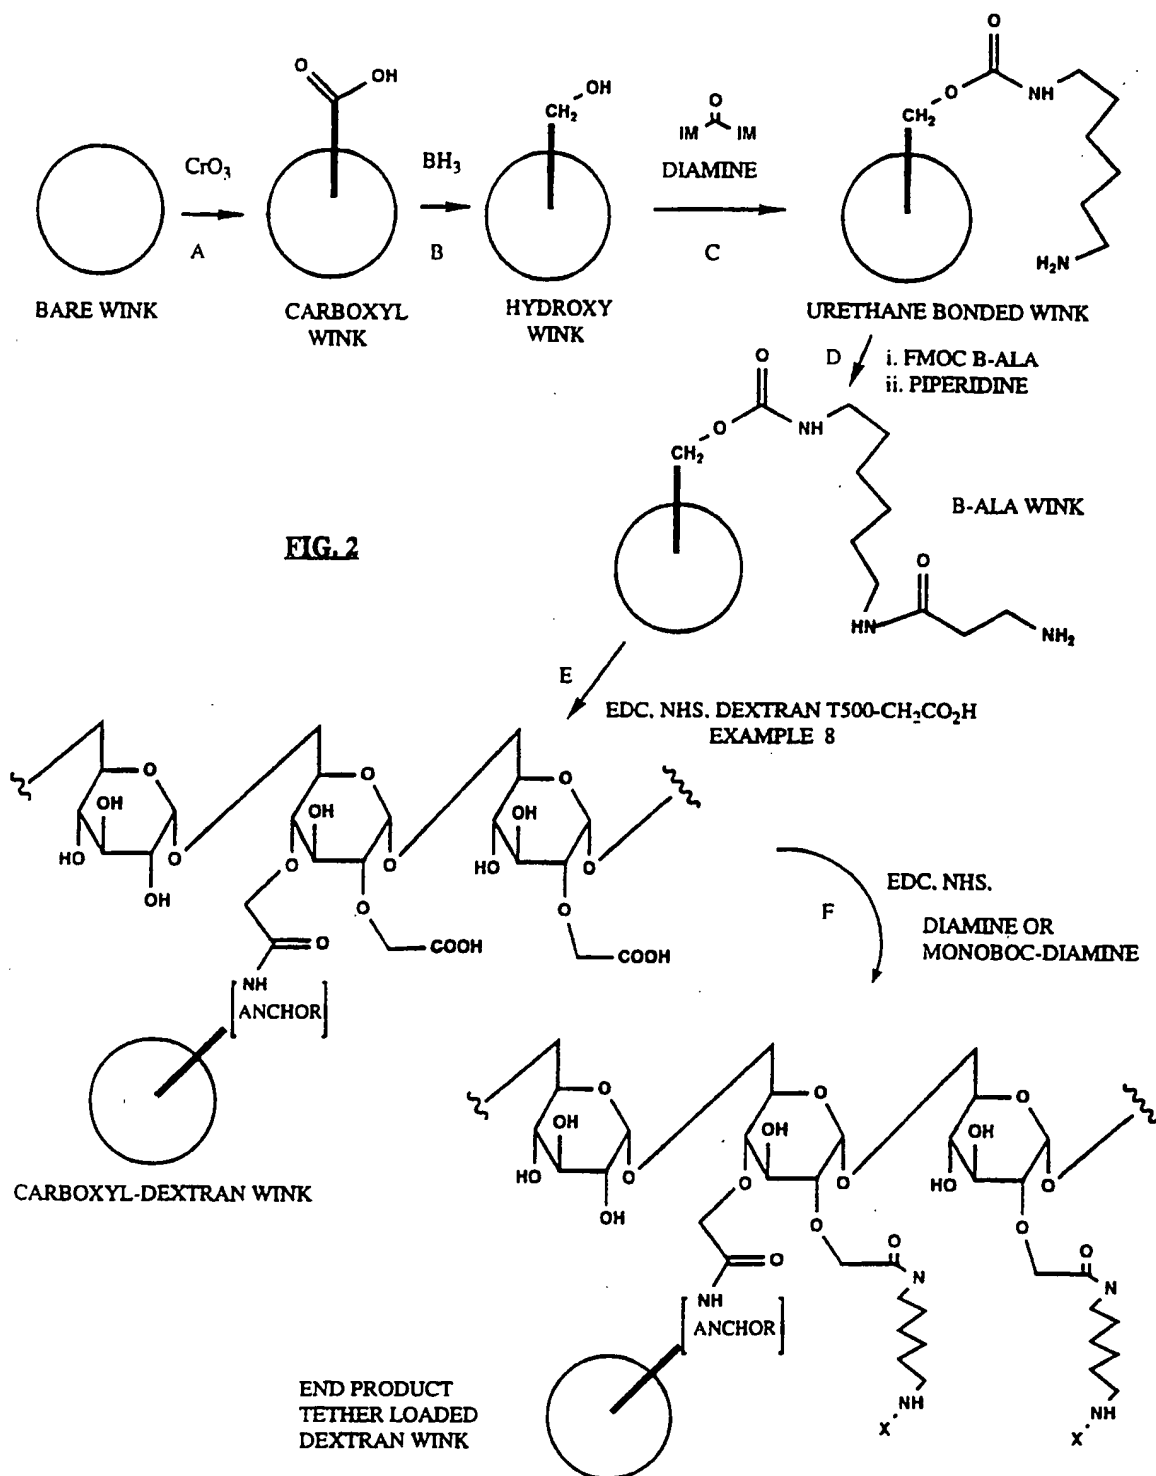 O
OH
CrO3
A
BARE WINK
CARBOXYL
WINK
BH3
B
OH
CH2
HYDROXY
WINK
O
IM IM
DIAMINE
C
O
O
NH
CH2
H2N
URETHANE BONDED WINK
D
i. FMOC B-ALA
ii. PIPERIDINE
O
O
NH
CH2
B-ALA WINK
O
HN
NH2
FIG. 2
E
EDC, NHS, DEXTRAN T500-CH2CO2H
EXAMPLE 8
O O O
OH OH OH
HO O O HO O
OH O O O
COOH
O
COOH
NH
[ANCHOR]
CARBOXYL-DEXTRAN WINK
EDC, NHS.
F
DIAMINE OR
MONOBOC-DIAMINE
O O O
OH OH OH
HO O O HO O
OH O O O
O O O
N N
NH
[ANCHOR]
NH NH
X X
END PRODUCT
TETHER LOADED
DEXTRAN WINK